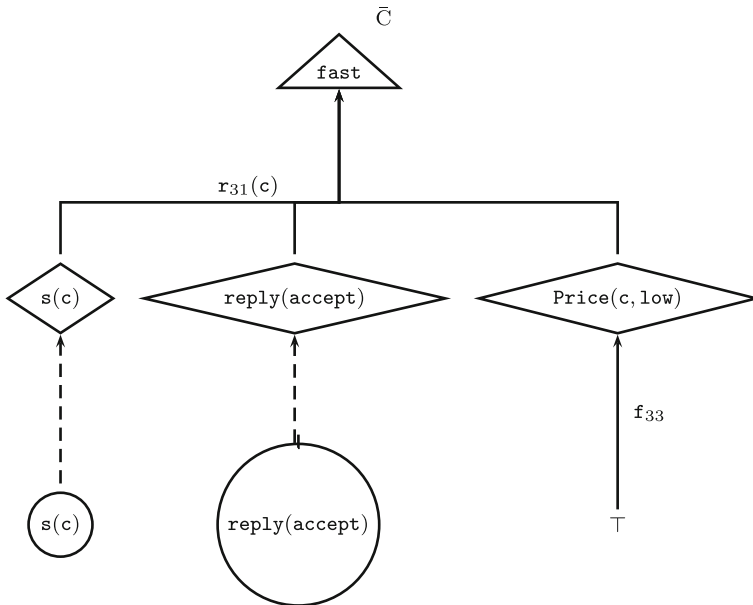 C̄
fast
r₃₁(c)
s(c)
reply(accept)
Price(c, low)
f₃₃
s(c)
reply(accept)
⊤